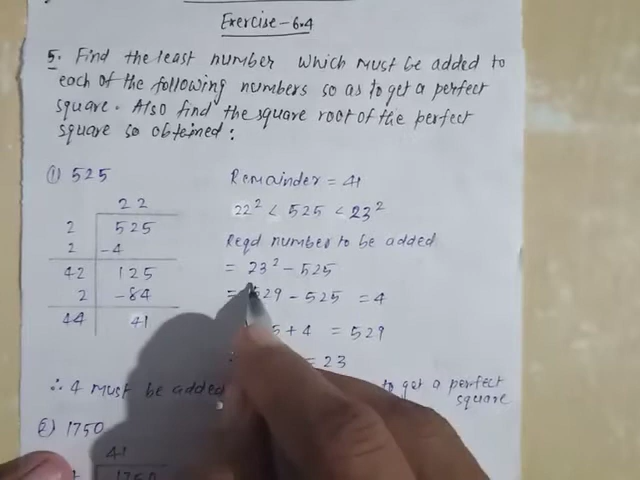 Exercise-6.4
5. Find the least number which must be added to
each of the following numbers so as to get a perfect
square. Also find the square root of the perfect
square so obtained:
① 525
22
2 525
2 -4
42 125
2 -84
44 41
Remainder = 41
22² < 525 < 23²
Reqd number to be added
= 23² - 525
= 529 - 525 = 4
5 + 4 = 529
= 23
∴ 4 must be added to get a perfect
square
② 1750
41
1750